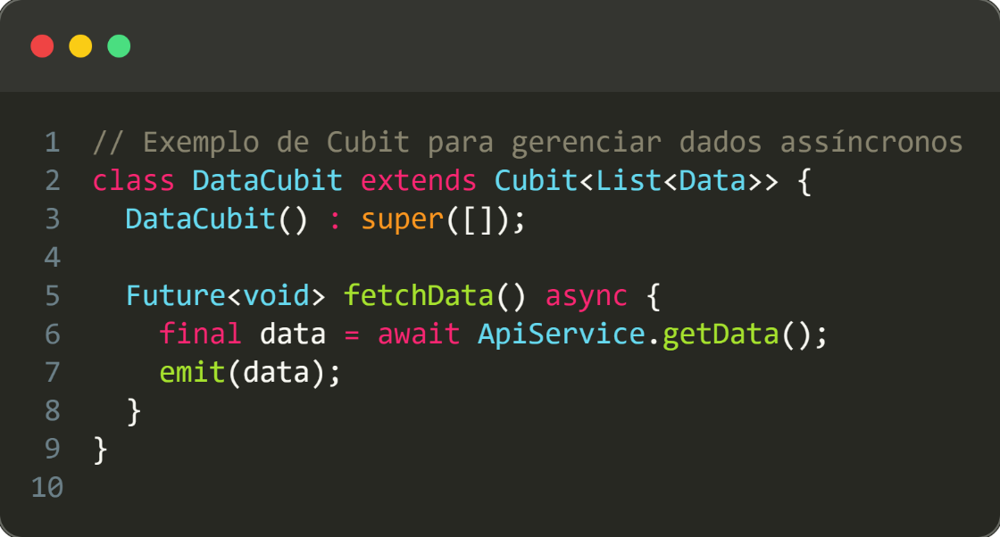 1 // Exemplo de Cubit para gerenciar dados assíncronos
2 class DataCubit extends Cubit<List<Data>> {
3   DataCubit() : super([]);
4
5   Future<void> fetchData() async {
6     final data = await ApiService.getData();
7     emit(data);
8   }
9 }
10